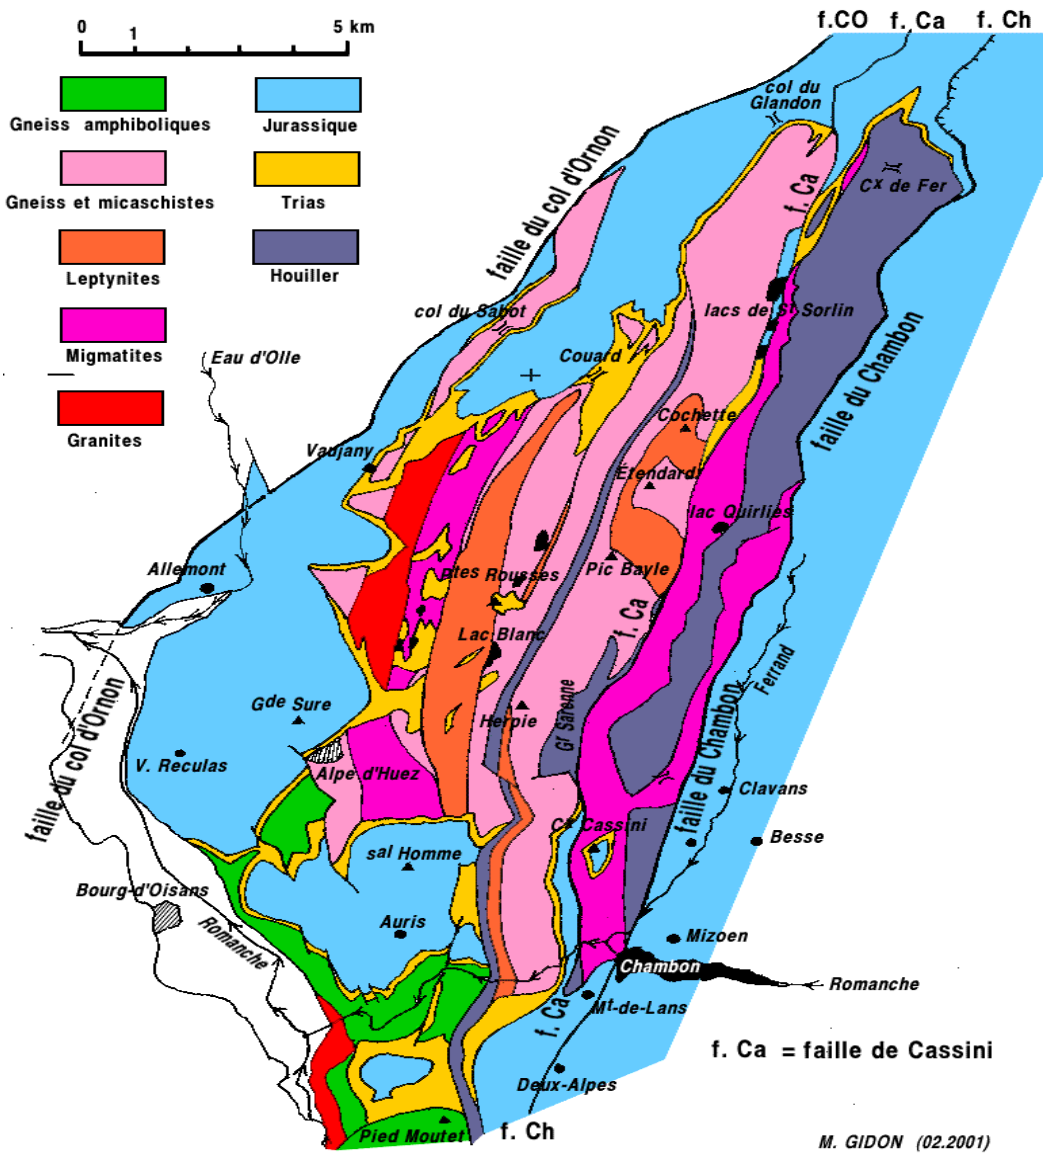 0 1 5 km
f.CO f. Ca f. Ch
Gneiss amphiboliques
Jurassique
Gneiss et micaschistes
Trias
Leptynites
Houiller
Migmatites
Granites
col du
Glandon
faille du col d'Ornon
f. Ca
Cx de Fer
col du Sabot
lacs de St Sorlin
Eau d'Olle
Couard
faille du Chambon
Cochette
Vaujany
Étendard
lac Quirliès
Allemont
Ptes Rousses
Pic Bayle
f. Ca
Lac Blanc
Ferrand
Gde Sure
Herpie
Gr Sarenne
faille du col d'Ornon
V. Reculas
Alpe d'Huez
faille du Chambon
Clavans
Cx Cassini
Besse
sal Homme
Bourg-d'Oisans
Auris
Romanche
Mizoen
Chambon
Romanche
f. Ca
Mt-de-Lans
f. Ca = faille de Cassini
Deux-Alpes
Pied Moutet
f. Ch
M. GIDON (02.2001)